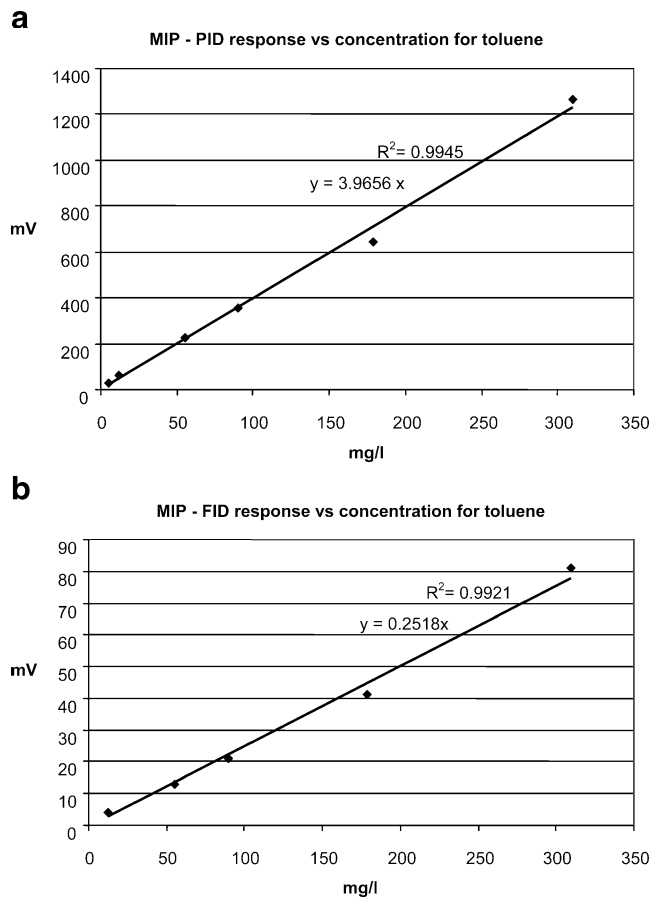 a
MIP - PID response vs concentration for toluene
1400
1200
1000
800
600
400
200
0
R²= 0.9945
y = 3.9656 x
mV
0 50 100 150 200 250 300 350
mg/l
b
MIP - FID response vs concentration for toluene
90
80
70
60
50
40
30
20
10
0
R²= 0.9921
y = 0.2518x
mV
0 50 100 150 200 250 300 350
mg/l